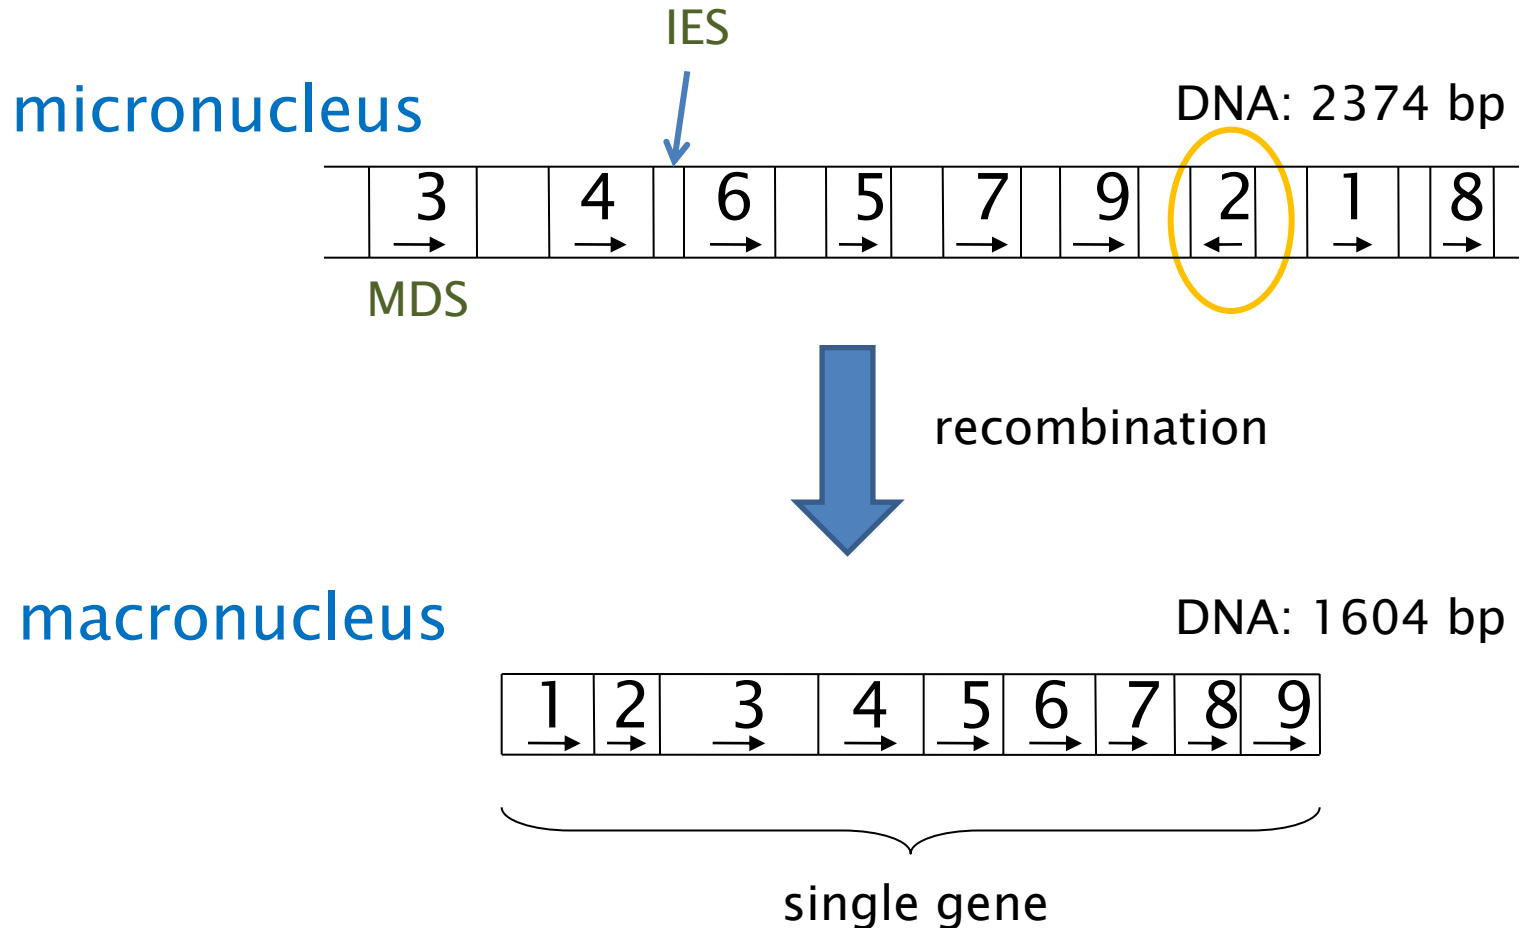 IES
micronucleus
DNA: 2374 bp
3 4 6 5 7 9 2 1 8
MDS
recombination
macronucleus
DNA: 1604 bp
1 2 3 4 5 6 7 8 9
single gene